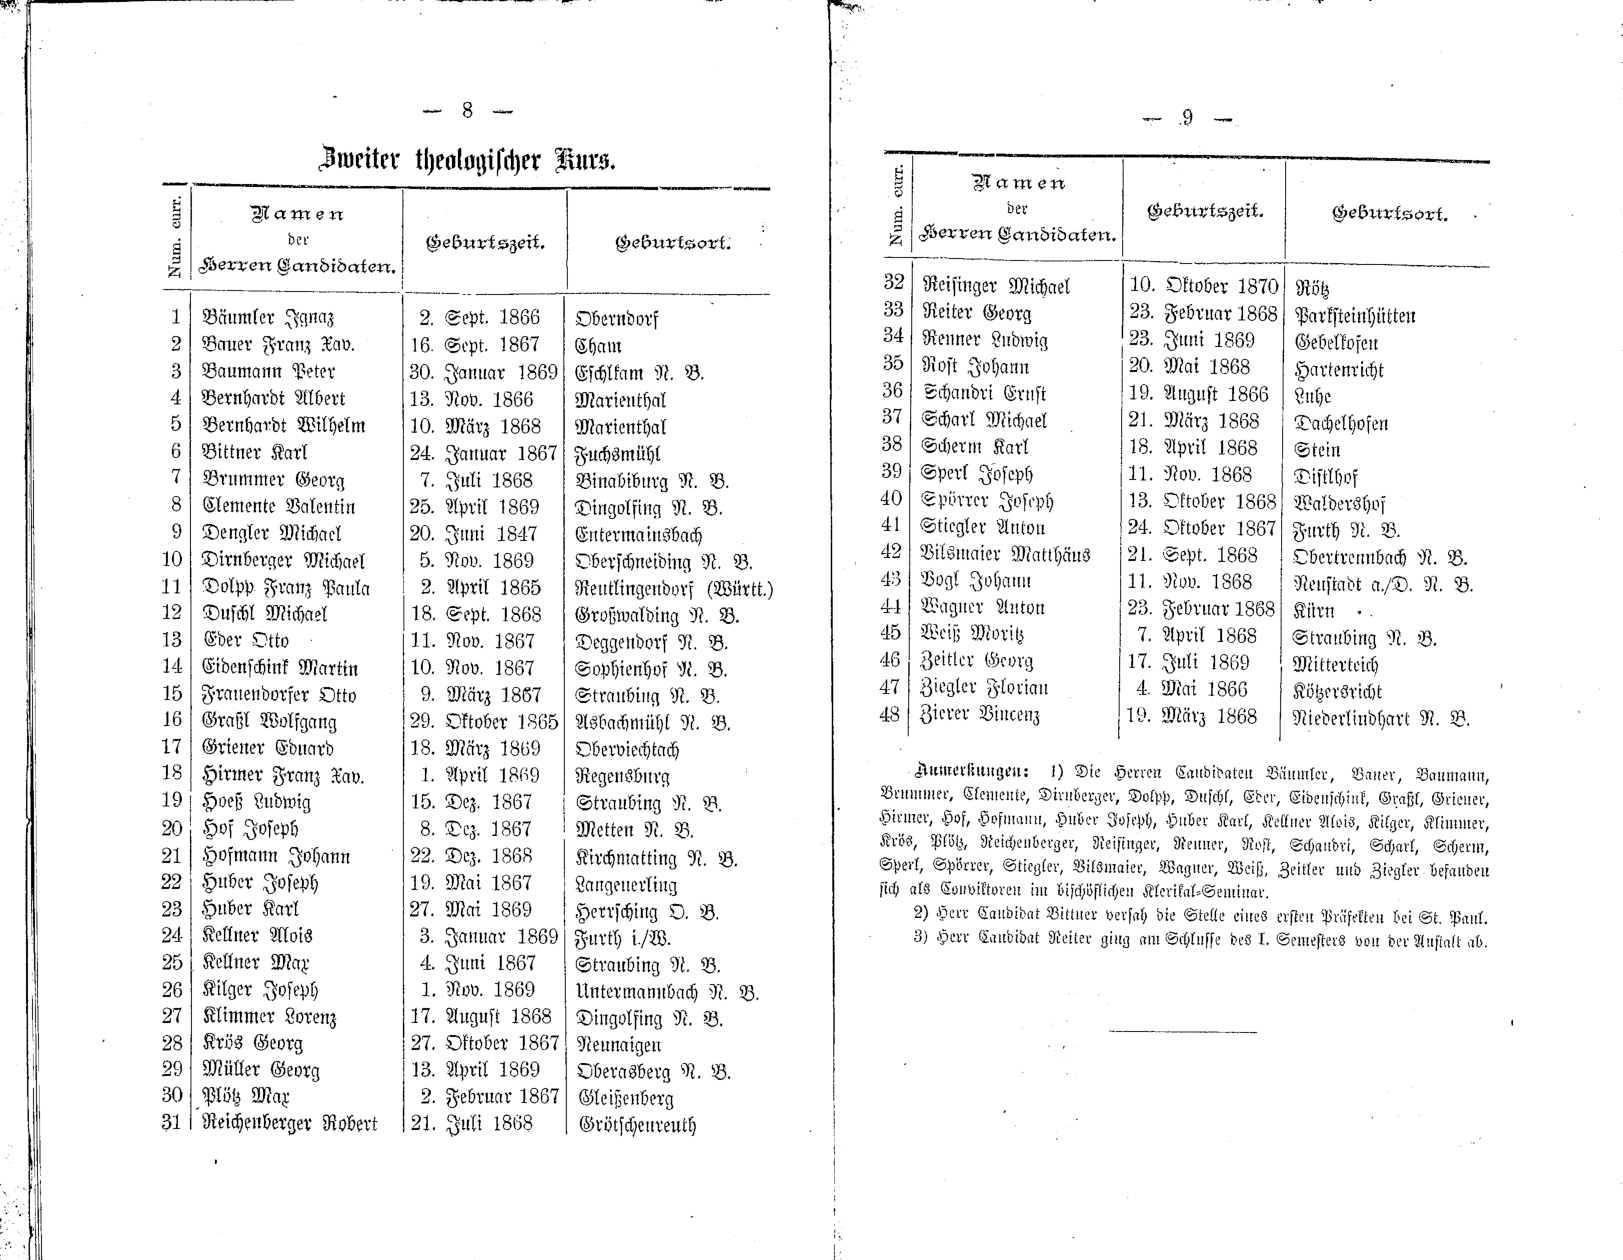 — 8 —
Zweiter theologischer Kurs.
Num. curr.
Namen
der
Herren Candidaten.
Geburtszeit.
Geburtsort.
1 Bäumler Ignaz 2. Sept. 1866 Oberndorf
2 Bauer Franz Xav. 16. Sept. 1867 Cham
3 Baumann Peter 30. Januar 1869 Eschlkam N. B.
4 Bernhardt Albert 13. Nov. 1866 Marienthal
5 Bernhardt Wilhelm 10. März 1868 Marienthal
6 Bittner Karl 24. Januar 1867 Fuchsmühl
7 Brummer Georg 7. Juli 1868 Binabiburg N. B.
8 Clemente Valentin 25. April 1869 Dingolfing N. B.
9 Dengler Michael 20. Juni 1847 Entermainsbach
10 Dirnberger Michael 5. Nov. 1869 Oberschneiding N. B.
11 Dolpp Franz Paula 2. April 1865 Reutlingendorf (Württ.)
12 Duschl Michael 18. Sept. 1868 Großwalding N. B.
13 Eder Otto 11. Nov. 1867 Deggendorf N. B.
14 Eidenschink Martin 10. Nov. 1867 Sophienhof N. B.
15 Frauendorfer Otto 9. März 1867 Straubing N. B.
16 Graßl Wolfgang 29. Oktober 1865 Asbachmühl N. B.
17 Griener Eduard 18. März 1869 Oberviechtach
18 Hirmer Franz Xav. 1. April 1869 Regensburg
19 Hoeß Ludwig 15. Dez. 1867 Straubing N. B.
20 Hof Joseph 8. Dez. 1867 Metten N. B.
21 Hofmann Johann 22. Dez. 1868 Kirchmatting N. B.
22 Huber Joseph 19. Mai 1867 Langenerling
23 Huber Karl 27. Mai 1869 Herrsching O. B.
24 Kellner Alois 3. Januar 1869 Furth i./W.
25 Kellner Max 4. Juni 1867 Straubing N. B.
26 Kilger Joseph 1. Nov. 1869 Untermannbach N. B.
27 Klimmer Lorenz 17. August 1868 Dingolfing N. B.
28 Krös Georg 27. Oktober 1867 Neunaigen
29 Müller Georg 13. April 1869 Oberasberg N. B.
30 Plötz Max 2. Februar 1867 Gleißenberg
31 Reichenberger Robert 21. Juli 1868 Grötschenreuth
— 9 —
Num. curr.
Namen
der
Herren Candidaten.
Geburtszeit.
Geburtsort.
32 Reisinger Michael 10. Oktober 1870 Rötz
33 Reiter Georg 23. Februar 1868 Parksteinhütten
34 Renner Ludwig 23. Juni 1869 Gebelkofen
35 Rost Johann 20. Mai 1868 Hartenricht
36 Schandri Ernst 19. August 1866 Luhe
37 Scharl Michael 21. März 1868 Dachelhofen
38 Scherm Karl 18. April 1868 Stein
39 Sperl Joseph 11. Nov. 1868 Distlhof
40 Spörrer Joseph 13. Oktober 1868 Waldershof
41 Stiegler Anton 24. Oktober 1867 Furth N. B.
42 Vilsmaier Matthäus 21. Sept. 1868 Obertrennbach N. B.
43 Vogl Johann 11. Nov. 1868 Neustadt a./D. N. B.
44 Wagner Anton 23. Februar 1868 Kürn
45 Weiß Moritz 7. April 1868 Straubing N. B.
46 Zeitler Georg 17. Juli 1869 Mitterteich
47 Ziegler Florian 4. Mai 1866 Kötzersricht
48 Zierer Vincenz 19. März 1868 Niederlindhart N. B.
Anmerkungen: 1) Die Herren Candidaten Bäumler, Bauer, Baumann,
Brummer, Clemente, Dirnberger, Dolpp, Duschl, Eder, Eidenschink, Graßl, Griener,
Hirmer, Hof, Hofmann, Huber Joseph, Huber Karl, Kellner Alois, Kilger, Klimmer,
Krös, Plötz, Reichenberger, Reisinger, Renner, Rost, Schandri, Scharl, Scherm,
Sperl, Spörrer, Stiegler, Vilsmaier, Wagner, Weiß, Zeitler und Ziegler befanden
sich als Conviktoren im bischöflichen Klerikal-Seminar.
2) Herr Candidat Bittner versah die Stelle eines ersten Präfekten bei St. Paul.
3) Herr Candidat Reiter ging am Schlusse des I. Semesters von der Anstalt ab.